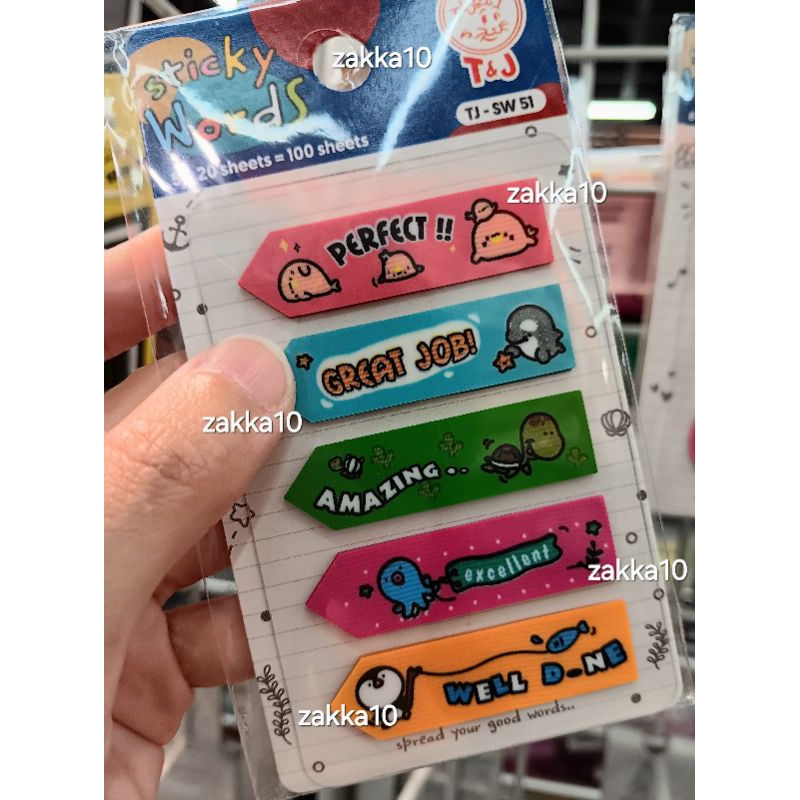 sticky
Words
zakka10
T&J
TJ - SW 51
20 sheets = 100 sheets
zakka10
PERFECT !!
GREAT JOB!
zakka10
AMAZING..
excellent
zakka10
WELL DONE
zakka10
spread your good words..